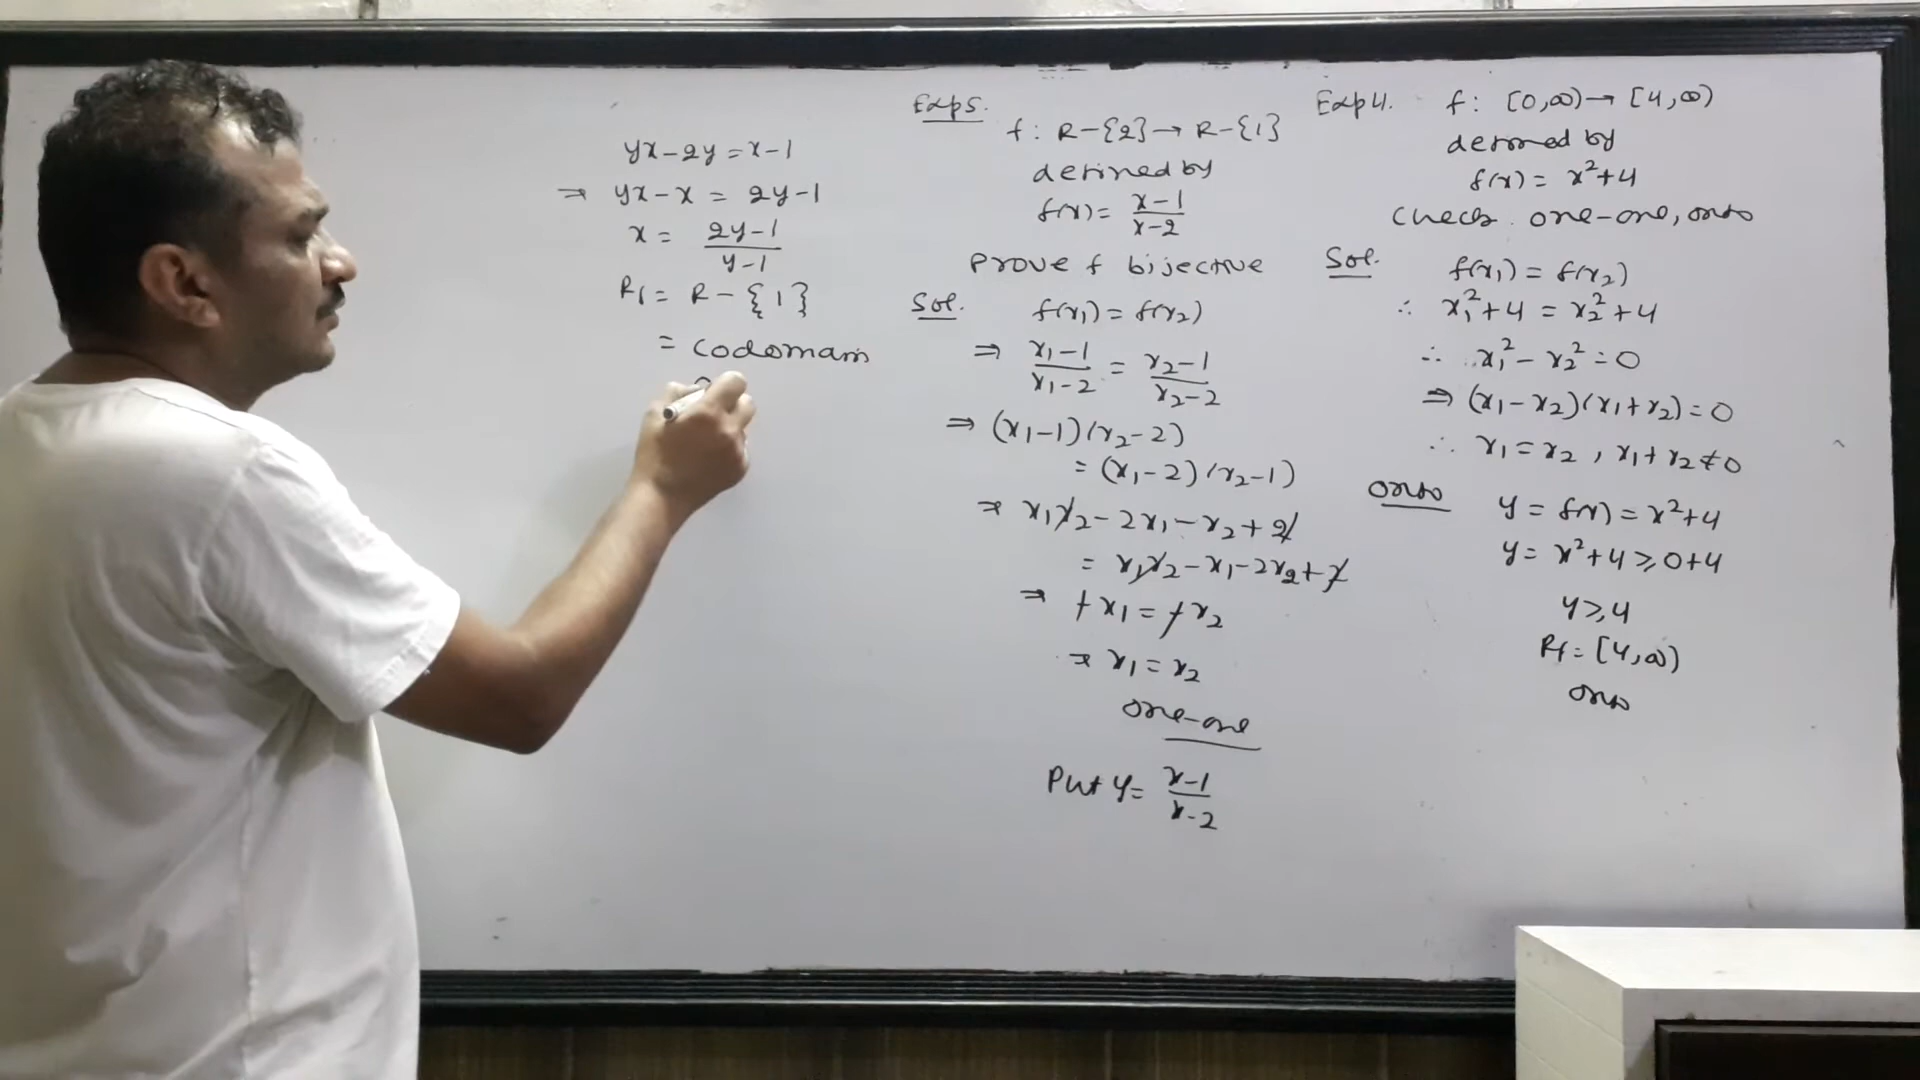 Exp 4. f : [0,∞) → [4,∞)
defined by
f(x) = x²+4
Check one-one, onto
Sol. f(x₁) = f(x₂)
∴ x₁²+4 = x₂²+4
∴ x₁² - x₂² = 0
⇒ (x₁-x₂)(x₁+x₂) = 0
∴ x₁ = x₂ , x₁+x₂ ≠ 0
onto y = f(x) = x²+4
y = x²+4 ≥ 0+4
y ≥ 4
Rf = [4,∞)
onto
Exp 5.
f : R-{2} → R-{1}
defined by
f(x) = (x-1)/(x-2)
Prove f bijective
Sol. f(x₁) = f(x₂)
⇒ (x₁-1)/(x₁-2) = (x₂-1)/(x₂-2)
⇒ (x₁-1)(x₂-2)
= (x₁-2)(x₂-1)
⇒ x₁x₂ - 2x₁ - x₂ + 2
= x₁x₂ - x₁ - 2x₂ + 2
⇒ +x₁ = +x₂
⇒ x₁ = x₂
one-one
Put y = (x-1)/(x-2)
yx-2y = x-1
⇒ yx-x = 2y-1
x = (2y-1)/(y-1)
Rf = R-{1}
= codomain